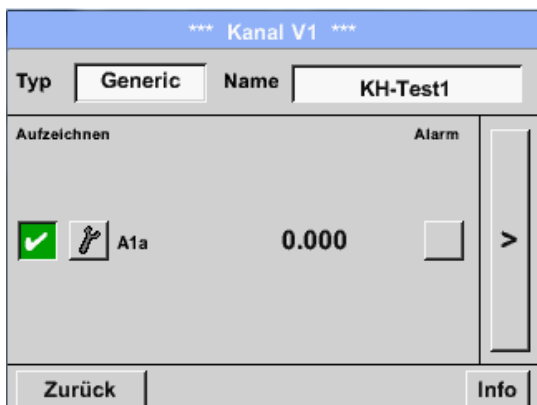 *** Kanal V1 ***
Typ Generic Name KH-Test1
Aufzeichnen Alarm
A1a 0.000 >
Zurück Info